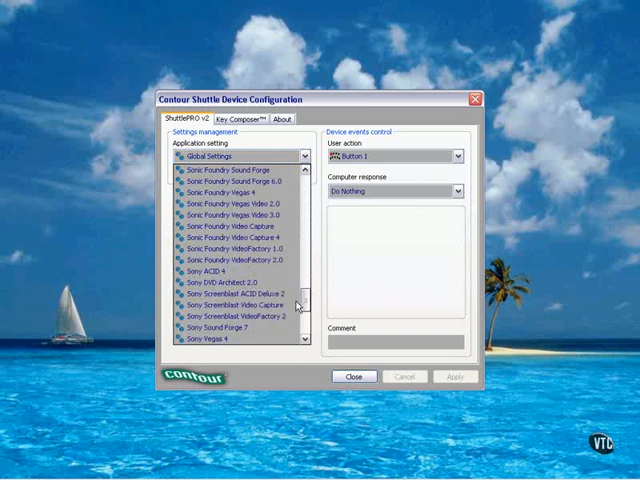 Contour Shuttle Device Configuration
ShuttlePRO v2 Key Composer™ About
Settings management
Application setting
Global Settings
Sonic Foundry Sound Forge
Sonic Foundry Sound Forge 6.0
Sonic Foundry Vegas 4
Sonic Foundry Vegas Video 2.0
Sonic Foundry Vegas Video 3.0
Sonic Foundry Video Capture
Sonic Foundry Video Capture 4
Sonic Foundry VideoFactory 1.0
Sonic Foundry VideoFactory 2.0
Sony ACID 4
Sony DVD Architect 2.0
Sony Screenblast ACID Deluxe 2
Sony Screenblast Video Capture
Sony Screenblast VideoFactory 2
Sony Sound Forge 7
Sony Vegas 4
Device events control
User action
Button 1
Computer response
Do Nothing
Comment
contour
Close Cancel Apply
VTC